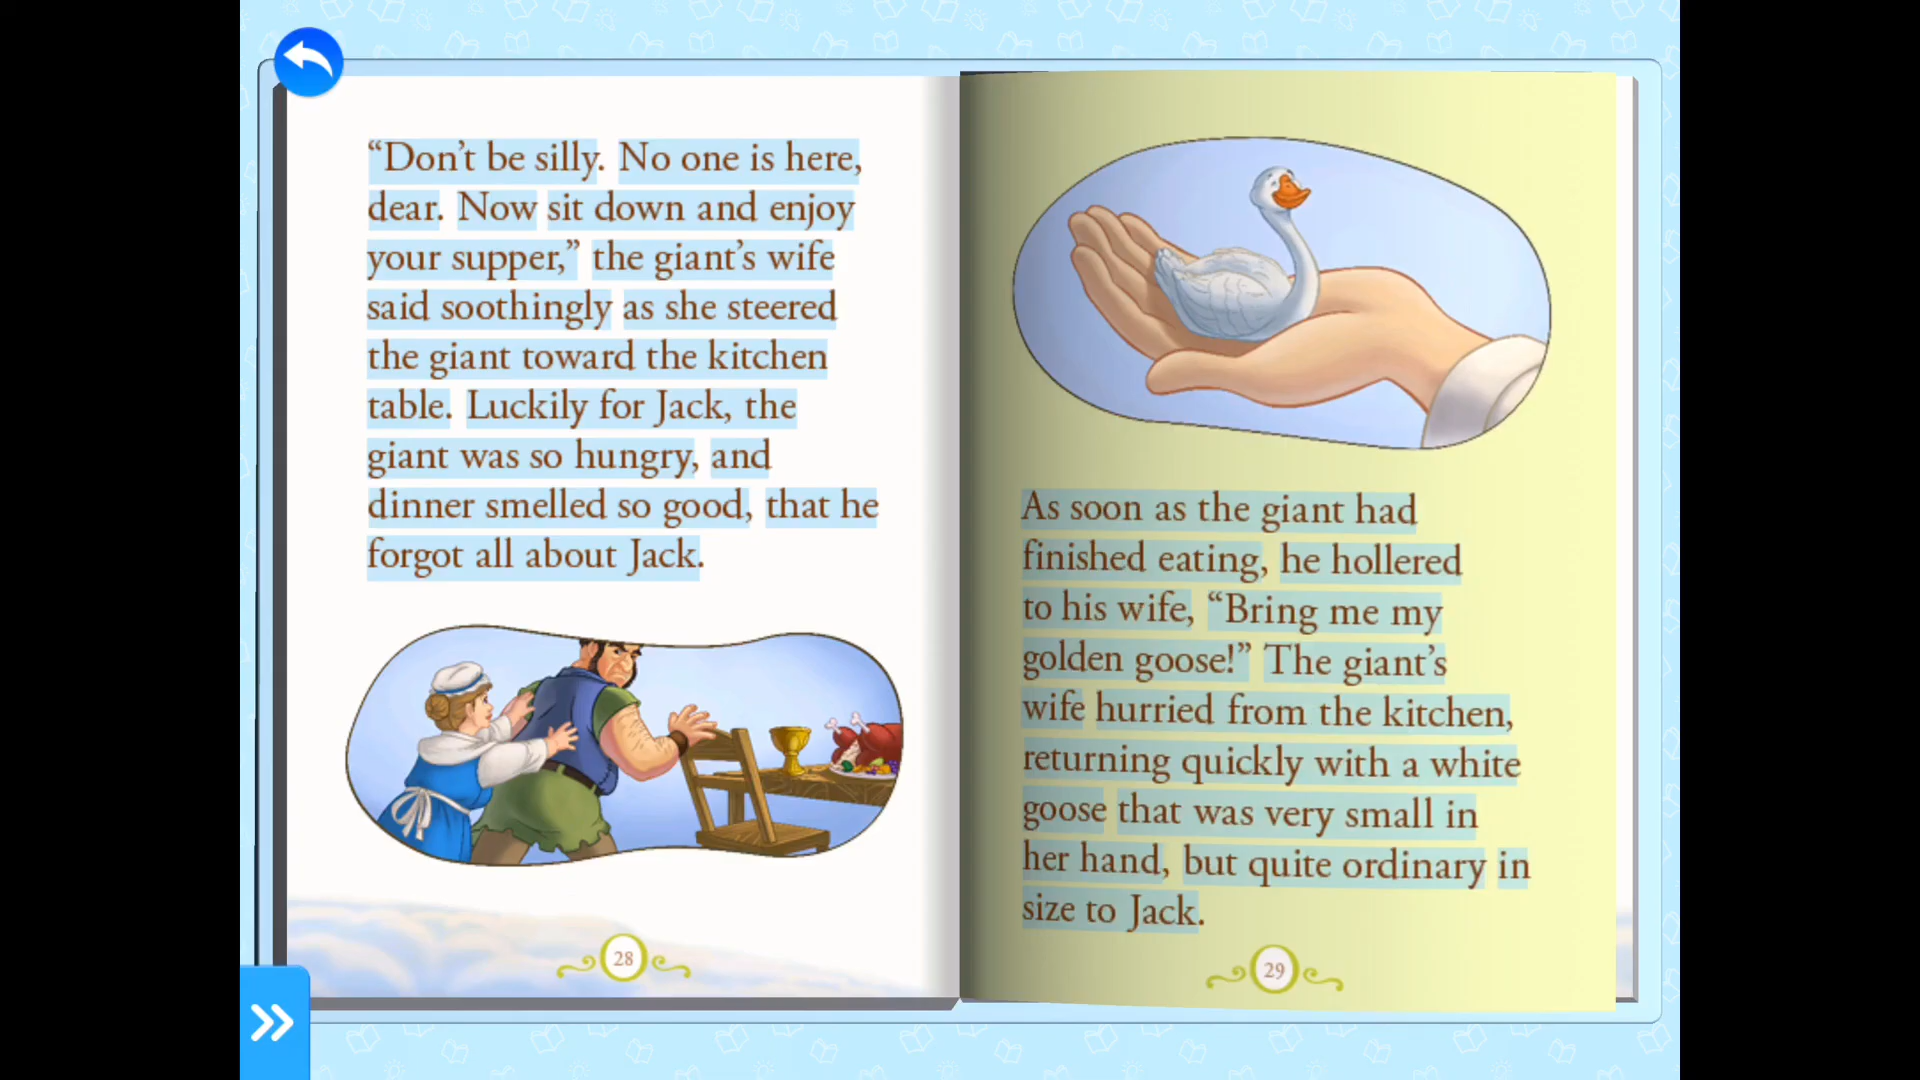 “Don’t be silly. No one is here,
dear. Now sit down and enjoy
your supper,” the giant’s wife
said soothingly as she steered
the giant toward the kitchen
table. Luckily for Jack, the
giant was so hungry, and
dinner smelled so good, that he
forgot all about Jack.
28
As soon as the giant had
finished eating, he hollered
to his wife, “Bring me my
golden goose!” The giant’s
wife hurried from the kitchen,
returning quickly with a white
goose that was very small in
her hand, but quite ordinary in
size to Jack.
29